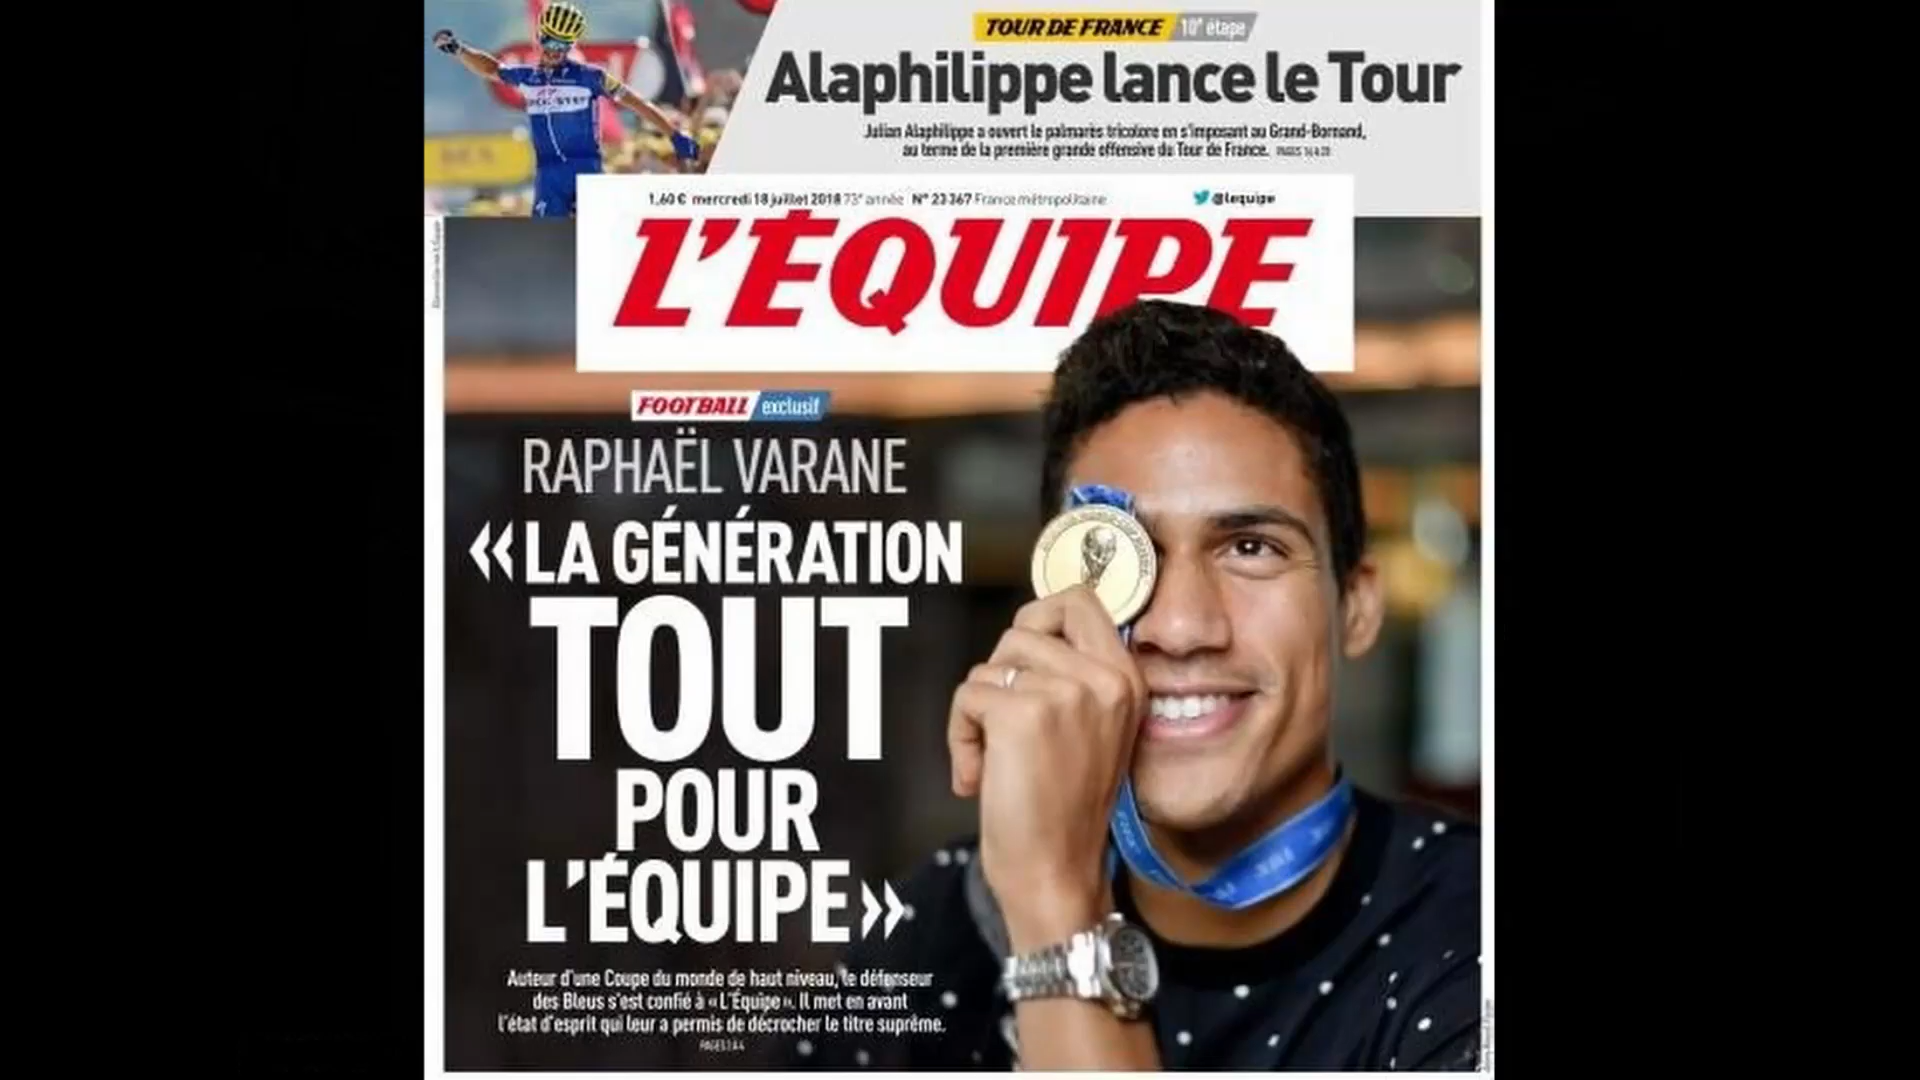 TOUR DE FRANCE 10e étape
Alaphilippe lance le Tour
Julian Alaphilippe a ouvert le palmarès tricolore en s'imposant au Grand-Bornand,
au terme de la première grande offensive du Tour de France.
1,60 € mercredi 18 juillet 2018 73e année N° 23 367 France métropolitaine @lequipe
L'ÉQUIPE
FOOTBALL exclusif
RAPHAËL VARANE
« LA GÉNÉRATION
TOUT
POUR
L'ÉQUIPE »
Auteur d'une Coupe du monde de haut niveau, le défenseur
des Bleus s'est confié à « L'Équipe ». Il met en avant
l'état d'esprit qui leur a permis de décrocher le titre suprême.